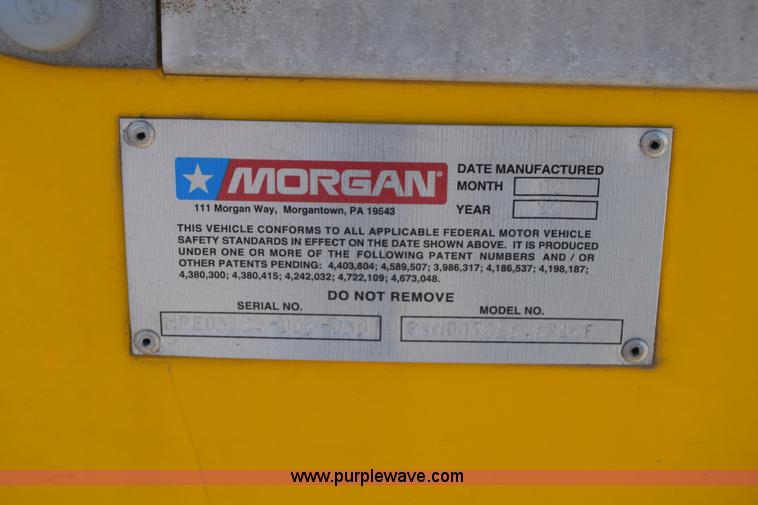 MORGAN®
DATE MANUFACTURED
MONTH
YEAR
111 Morgan Way, Morgantown, PA 19543
THIS VEHICLE CONFORMS TO ALL APPLICABLE FEDERAL MOTOR VEHICLE
SAFETY STANDARDS IN EFFECT ON THE DATE SHOWN ABOVE. IT IS PRODUCED
UNDER ONE OR MORE OF THE FOLLOWING PATENT NUMBERS AND / OR
OTHER PATENTS PENDING: 4,403,804; 4,589,507; 3,986,317; 4,186,537; 4,198,187;
4,380,300; 4,380,415; 4,242,032; 4,722,109; 4,673,048.
DO NOT REMOVE
SERIAL NO.
MODEL NO.
www.purplewave.com